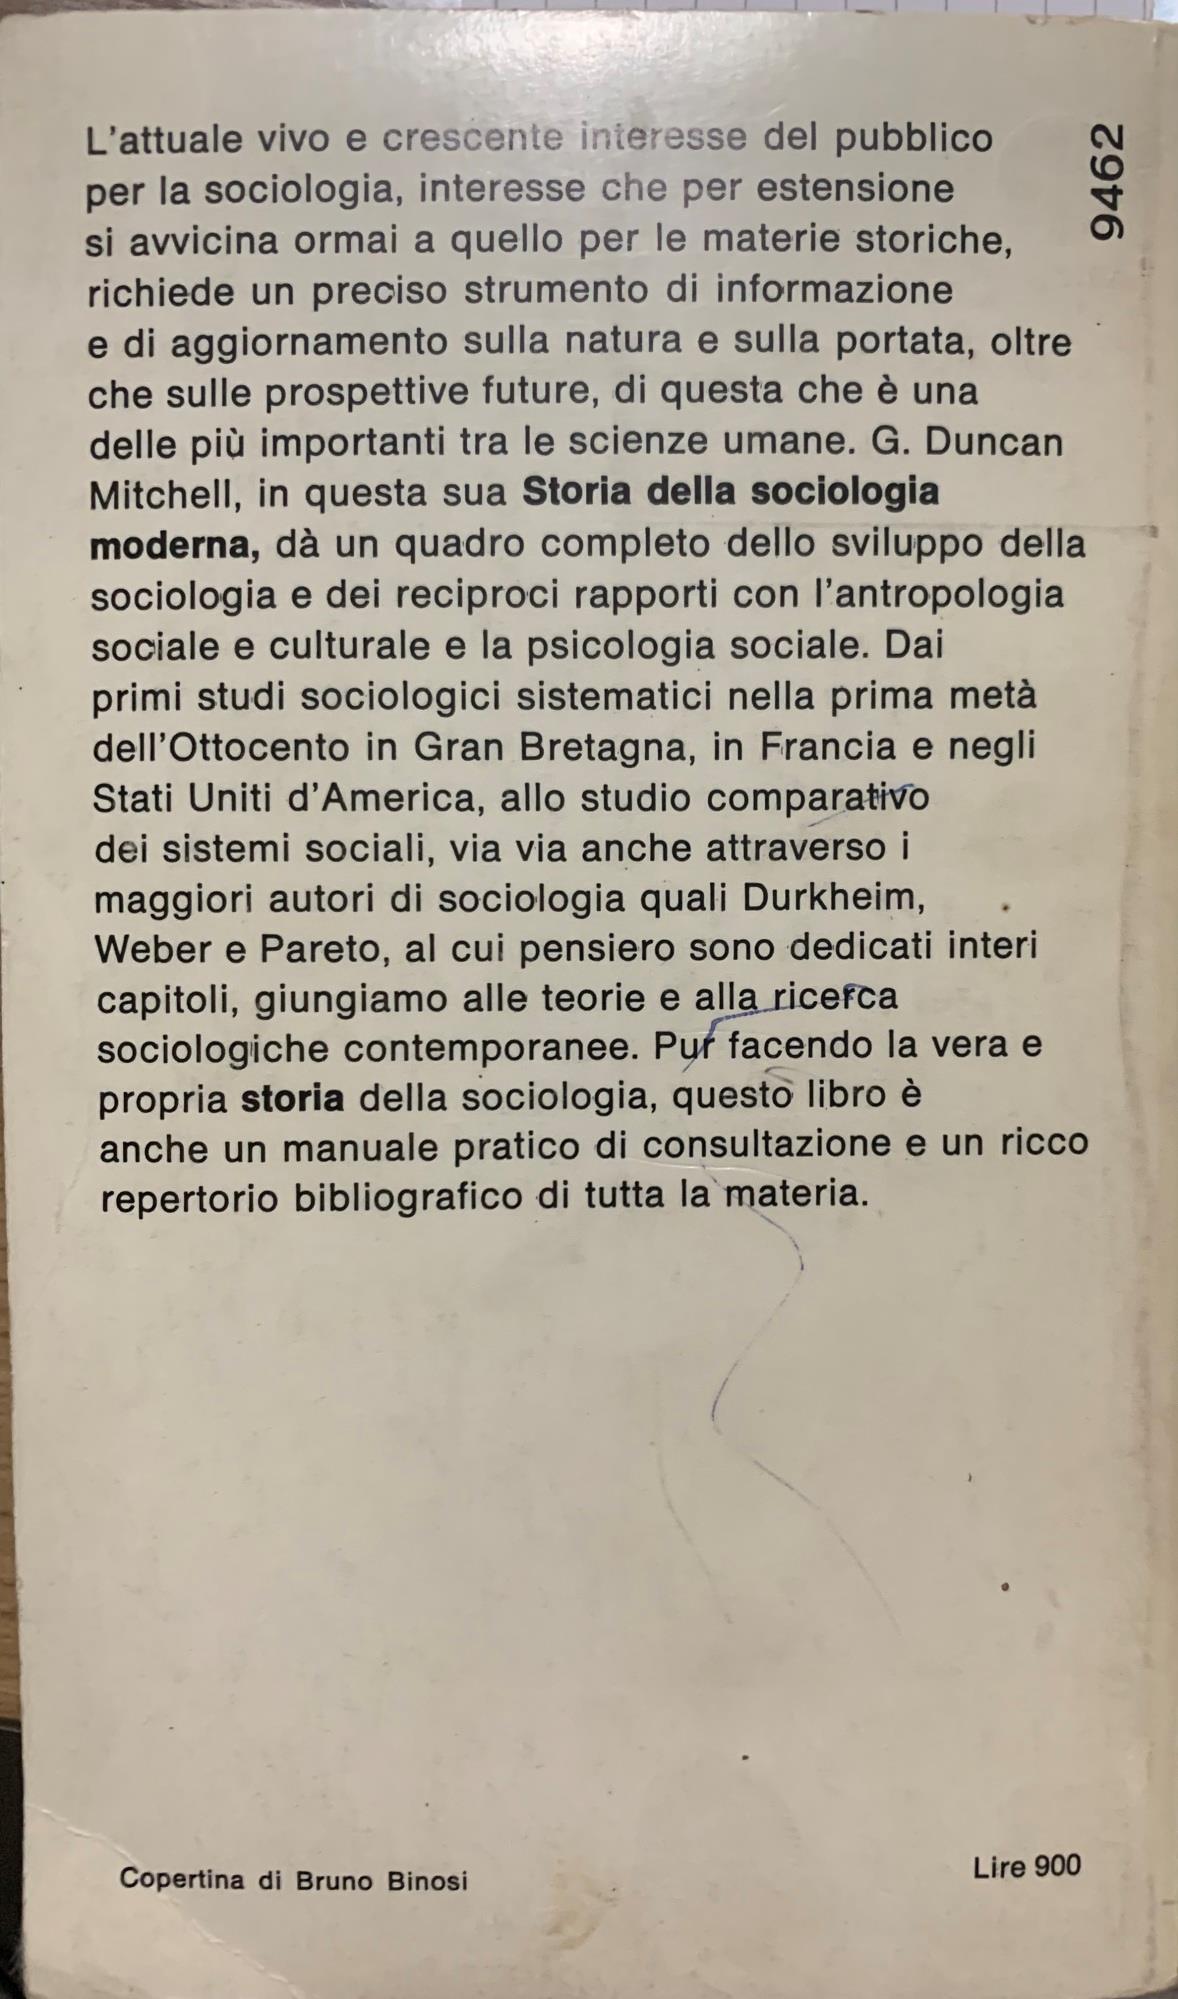 L'attuale vivo e crescente interesse del pubblico
per la sociologia, interesse che per estensione
si avvicina ormai a quello per le materie storiche,
richiede un preciso strumento di informazione
e di aggiornamento sulla natura e sulla portata, oltre
che sulle prospettive future, di questa che è una
delle più importanti tra le scienze umane. G. Duncan
Mitchell, in questa sua Storia della sociologia
moderna, dà un quadro completo dello sviluppo della
sociologia e dei reciproci rapporti con l'antropologia
sociale e culturale e la psicologia sociale. Dai
primi studi sociologici sistematici nella prima metà
dell'Ottocento in Gran Bretagna, in Francia e negli
Stati Uniti d'America, allo studio comparativo
dei sistemi sociali, via via anche attraverso i
maggiori autori di sociologia quali Durkheim,
Weber e Pareto, al cui pensiero sono dedicati interi
capitoli, giungiamo alle teorie e alla ricerca
sociologiche contemporanee. Pur facendo la vera e
propria storia della sociologia, questo libro è
anche un manuale pratico di consultazione e un ricco
repertorio bibliografico di tutta la materia.
9462
Copertina di Bruno Binosi
Lire 900